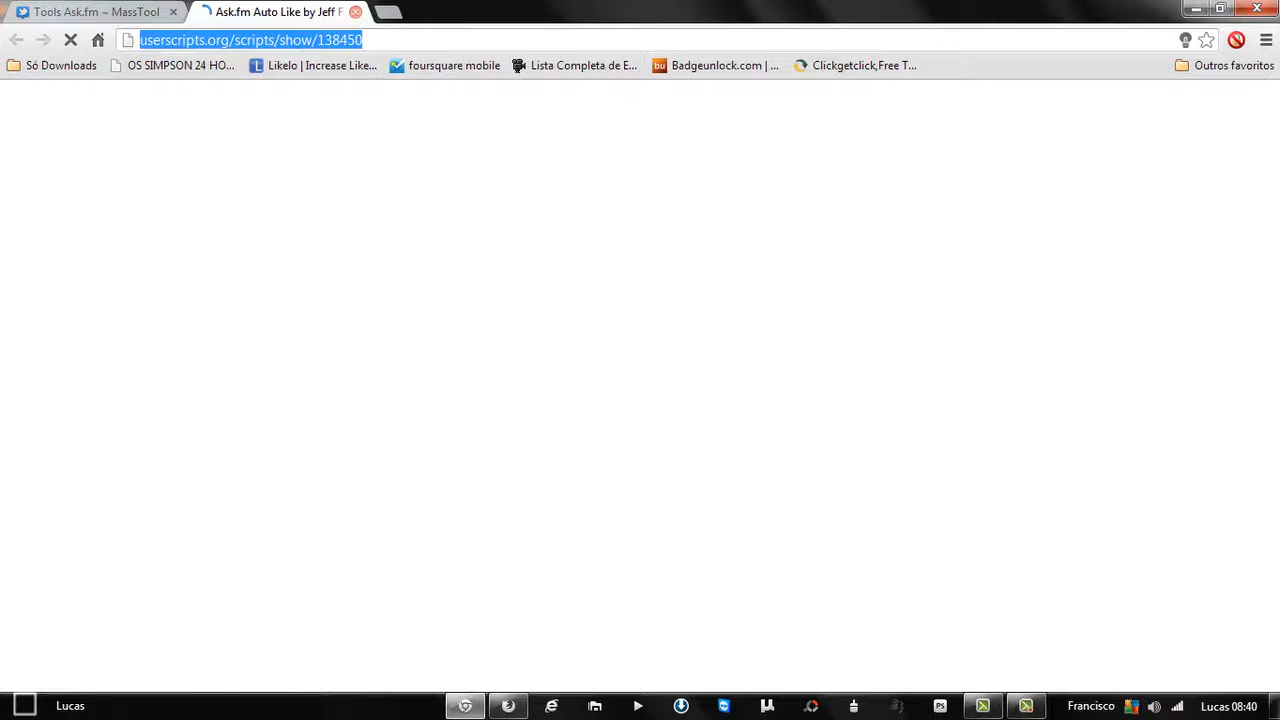 Tools Ask.fm ~ MassTool
Ask.fm Auto Like by Jeff F
userscripts.org/scripts/show/138450
Só Downloads
OS SIMPSON 24 HO...
L
Likelo | Increase Like...
foursquare mobile
Lista Completa de E...
bu
Badgeunlock.com | ...
Clickgetclick,Free T...
Outros favoritos
Lucas
Ps
Francisco
Lucas 08:40